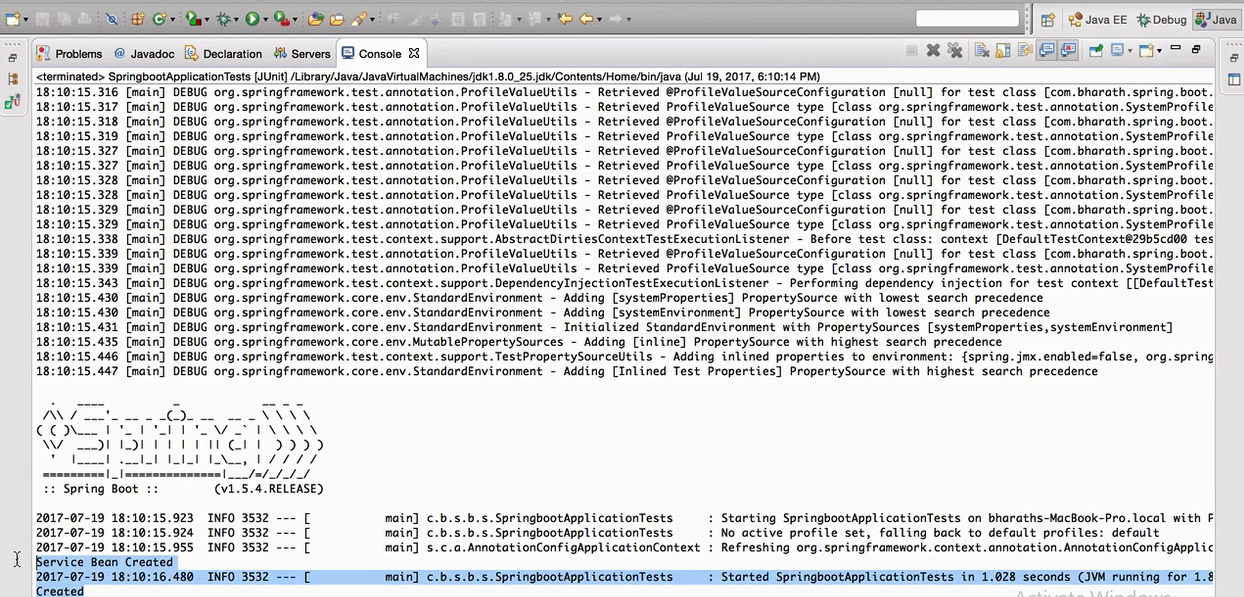 Java EE Debug Java
Problems @ Javadoc Declaration Servers Console
<terminated> SpringbootApplicationTests [JUnit] /Library/Java/JavaVirtualMachines/jdk1.8.0_25.jdk/Contents/Home/bin/java (Jul 19, 2017, 6:10:14 PM)
18:10:15.316 [main] DEBUG org.springframework.test.annotation.ProfileValueUtils - Retrieved @ProfileValueSourceConfiguration [null] for test class [com.bharath.spring.boot.
18:10:15.317 [main] DEBUG org.springframework.test.annotation.ProfileValueUtils - Retrieved ProfileValueSource type [class org.springframework.test.annotation.SystemProfile
18:10:15.318 [main] DEBUG org.springframework.test.annotation.ProfileValueUtils - Retrieved @ProfileValueSourceConfiguration [null] for test class [com.bharath.spring.boot.
18:10:15.319 [main] DEBUG org.springframework.test.annotation.ProfileValueUtils - Retrieved ProfileValueSource type [class org.springframework.test.annotation.SystemProfile
18:10:15.327 [main] DEBUG org.springframework.test.annotation.ProfileValueUtils - Retrieved @ProfileValueSourceConfiguration [null] for test class [com.bharath.spring.boot.
18:10:15.327 [main] DEBUG org.springframework.test.annotation.ProfileValueUtils - Retrieved ProfileValueSource type [class org.springframework.test.annotation.SystemProfile
18:10:15.328 [main] DEBUG org.springframework.test.annotation.ProfileValueUtils - Retrieved @ProfileValueSourceConfiguration [null] for test class [com.bharath.spring.boot.
18:10:15.328 [main] DEBUG org.springframework.test.annotation.ProfileValueUtils - Retrieved ProfileValueSource type [class org.springframework.test.annotation.SystemProfile
18:10:15.329 [main] DEBUG org.springframework.test.annotation.ProfileValueUtils - Retrieved @ProfileValueSourceConfiguration [null] for test class [com.bharath.spring.boot.
18:10:15.329 [main] DEBUG org.springframework.test.annotation.ProfileValueUtils - Retrieved ProfileValueSource type [class org.springframework.test.annotation.SystemProfile
18:10:15.338 [main] DEBUG org.springframework.test.context.support.AbstractDirtiesContextTestExecutionListener - Before test class: context [DefaultTestContext@29b5cd00 tes
18:10:15.339 [main] DEBUG org.springframework.test.annotation.ProfileValueUtils - Retrieved @ProfileValueSourceConfiguration [null] for test class [com.bharath.spring.boot.
18:10:15.339 [main] DEBUG org.springframework.test.annotation.ProfileValueUtils - Retrieved ProfileValueSource type [class org.springframework.test.annotation.SystemProfile
18:10:15.343 [main] DEBUG org.springframework.test.context.support.DependencyInjectionTestExecutionListener - Performing dependency injection for test context [[DefaultTest
18:10:15.430 [main] DEBUG org.springframework.core.env.StandardEnvironment - Adding [systemProperties] PropertySource with lowest search precedence
18:10:15.430 [main] DEBUG org.springframework.core.env.StandardEnvironment - Adding [systemEnvironment] PropertySource with lowest search precedence
18:10:15.431 [main] DEBUG org.springframework.core.env.StandardEnvironment - Initialized StandardEnvironment with PropertySources [systemProperties,systemEnvironment]
18:10:15.435 [main] DEBUG org.springframework.core.env.MutablePropertySources - Adding [inline] PropertySource with highest search precedence
18:10:15.446 [main] DEBUG org.springframework.test.context.support.TestPropertySourceUtils - Adding inlined properties to environment: {spring.jmx.enabled=false, org.spring
18:10:15.447 [main] DEBUG org.springframework.core.env.StandardEnvironment - Adding [Inlined Test Properties] PropertySource with highest search precedence
:: Spring Boot :: (v1.5.4.RELEASE)
2017-07-19 18:10:15.923 INFO 3532 --- [ main] c.b.s.b.s.SpringbootApplicationTests : Starting SpringbootApplicationTests on bharaths-MacBook-Pro.local with P
2017-07-19 18:10:15.924 INFO 3532 --- [ main] c.b.s.b.s.SpringbootApplicationTests : No active profile set, falling back to default profiles: default
2017-07-19 18:10:15.955 INFO 3532 --- [ main] s.c.a.AnnotationConfigApplicationContext : Refreshing org.springframework.context.annotation.AnnotationConfigApplic
Service Bean Created
2017-07-19 18:10:16.480 INFO 3532 --- [ main] c.b.s.b.s.SpringbootApplicationTests : Started SpringbootApplicationTests in 1.028 seconds (JVM running for 1.8
Created
Activate Windows